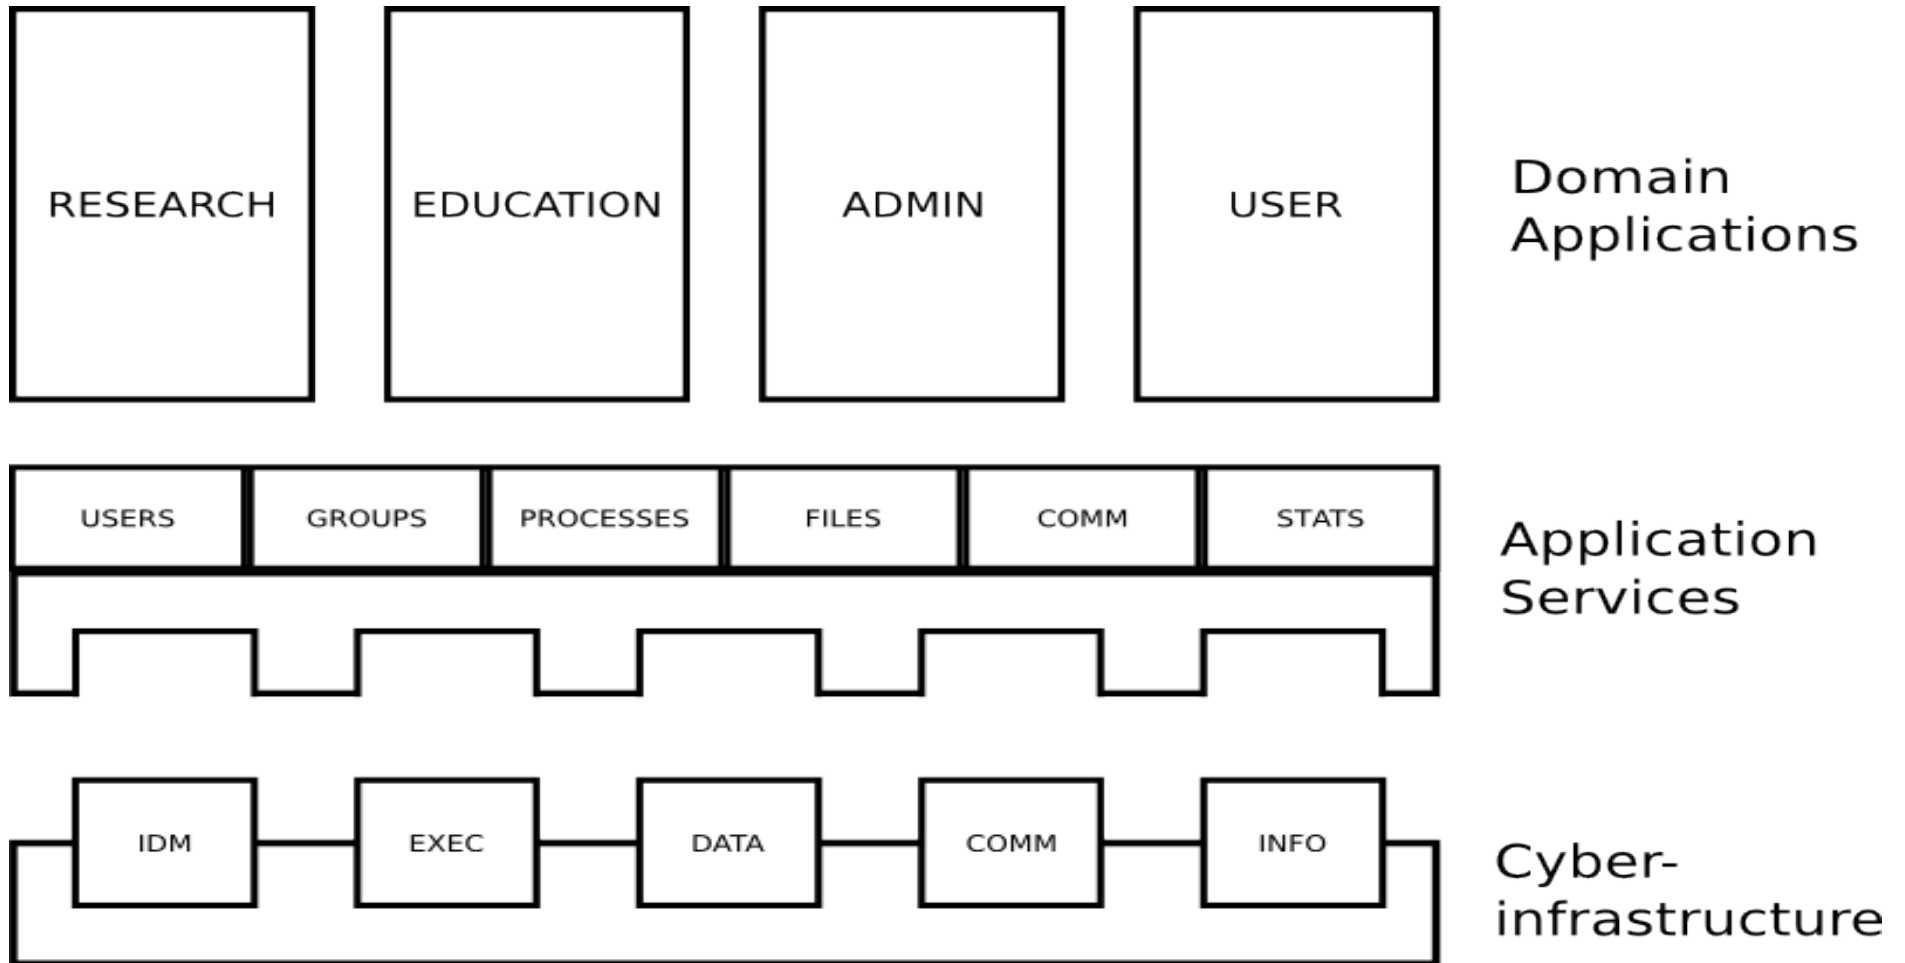 RESEARCH
EDUCATION
ADMIN
USER
Domain
Applications
USERS
GROUPS
PROCESSES
FILES
COMM
STATS
Application
Services
IDM
EXEC
DATA
COMM
INFO
Cyber-
infrastructure